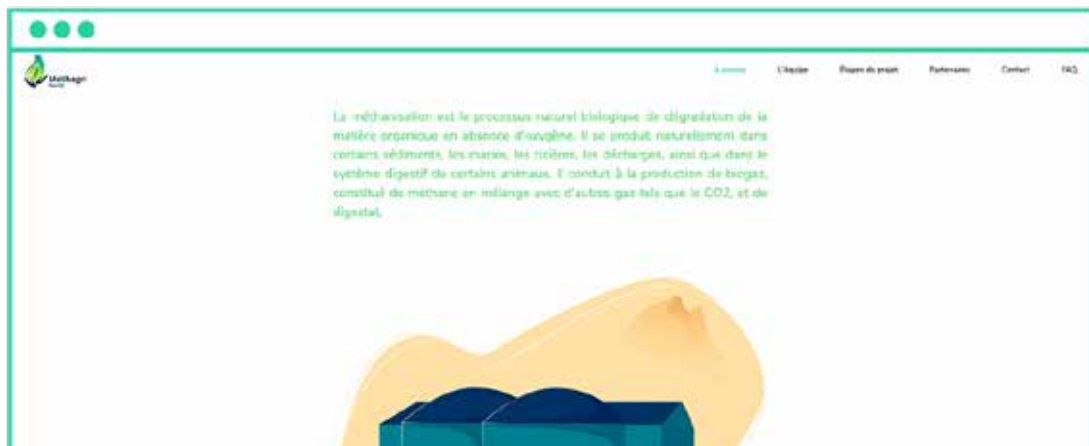 Méthagri
À propos L'équipe Étapes du projet Partenaires Contact FAQ
La méthanisation est le processus naturel biologique de dégradation de la
matière organique en absence d'oxygène. Il se produit naturellement dans
certains sédiments, les marais, les rizières, les décharges, ainsi que dans le
système digestif de certains animaux. Il conduit à la production de biogaz,
constitué de méthane en mélange avec d'autres gaz tels que le CO2, et de
digestat.